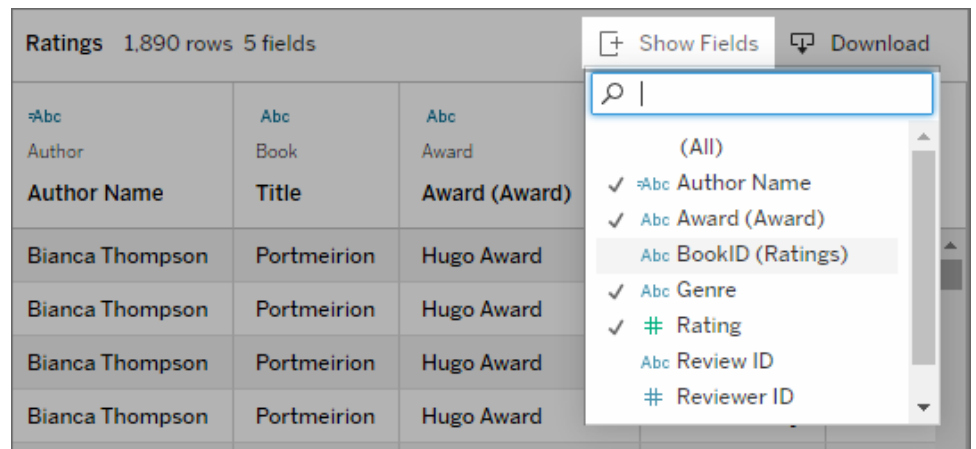 Ratings 1,890 rows 5 fields Show Fields Download
Abc Abc Abc
Author Book Award
Author Name Title Award (Award)
Bianca Thompson Portmeirion Hugo Award
Bianca Thompson Portmeirion Hugo Award
Bianca Thompson Portmeirion Hugo Award
Bianca Thompson Portmeirion Hugo Award
(All)
=Abc Author Name
Abc Award (Award)
Abc BookID (Ratings)
Abc Genre
# Rating
Abc Review ID
# Reviewer ID